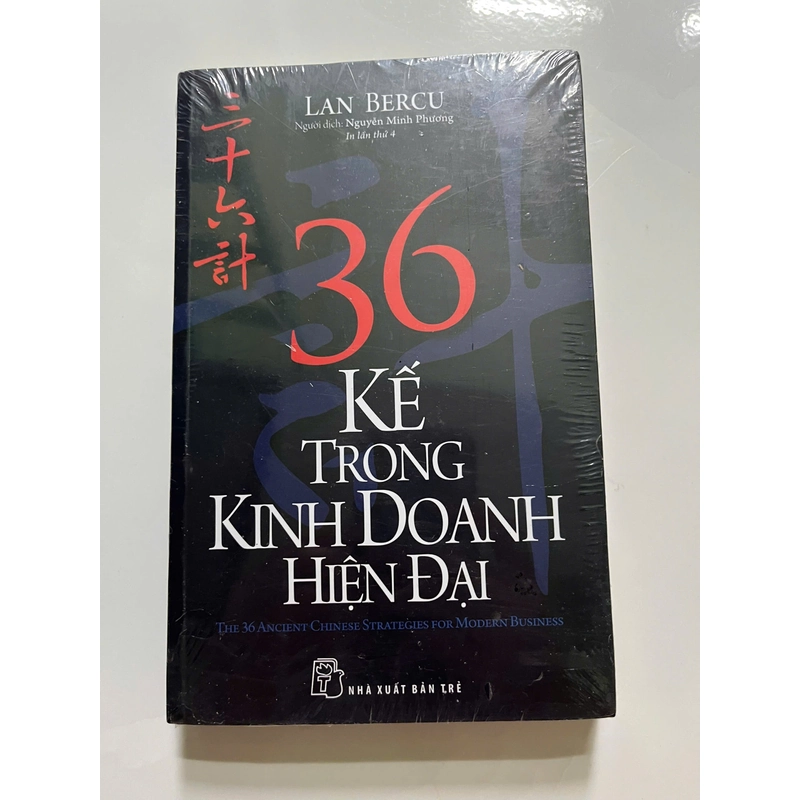 LAN BERCU
Người dịch: Nguyễn Minh Phương
In lần thứ 4
三十六計
計
36
KẾ
TRONG
KINH DOANH
HIỆN ĐẠI
THE 36 ANCIENT CHINESE STRATEGIES FOR MODERN BUSINESS
T
NHÀ XUẤT BẢN TRẺ